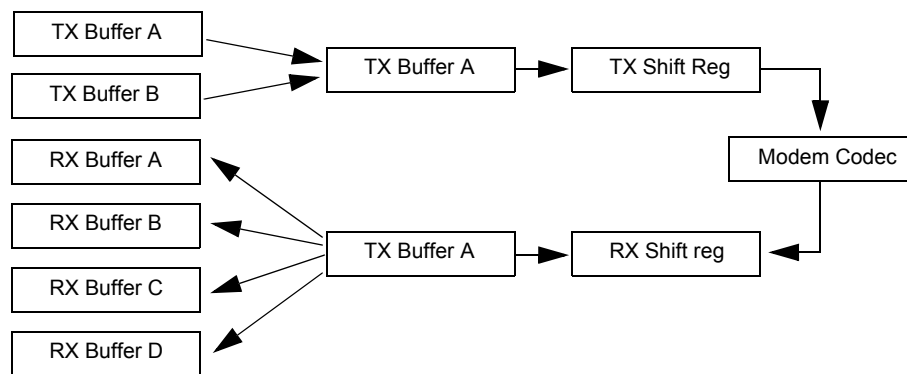 TX Buffer A
TX Buffer B
TX Buffer A
TX Shift Reg
Modem Codec
RX Buffer A
RX Buffer B
RX Buffer C
RX Buffer D
TX Buffer A
RX Shift reg